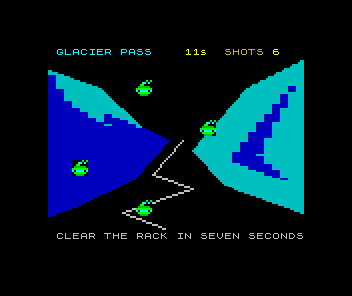 GLACIER PASS 11s SHOTS 6
CLEAR THE RACK IN SEVEN SECONDS